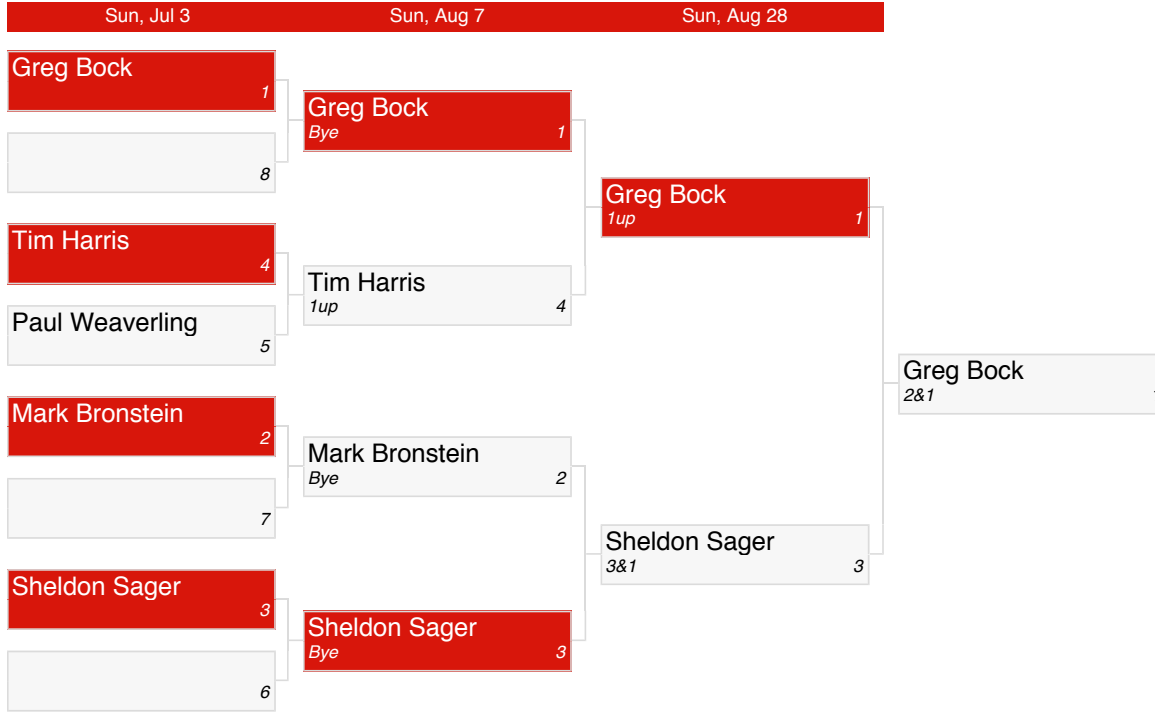 Sun, Jul 3
Sun, Aug 7
Sun, Aug 28
Greg Bock
1
8
Tim Harris
4
Paul Weaverling
5
Mark Bronstein
2
7
Sheldon Sager
3
6
Greg Bock
Bye 1
Tim Harris
1up 4
Mark Bronstein
Bye 2
Sheldon Sager
Bye 3
Greg Bock
1up 1
Sheldon Sager
3&1 3
Greg Bock
2&1